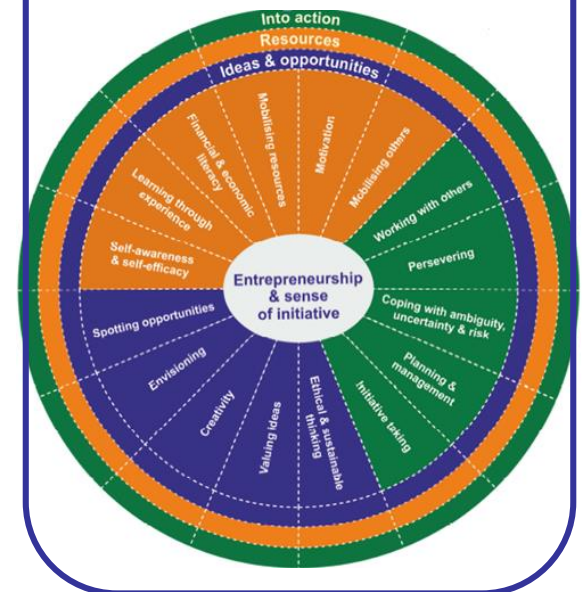 Into action
Resources
Ideas & opportunities
Mobilising resources
Motivation
Mobilising others
Financial & economic
literacy
Learning through
experience
Self-awareness
& self-efficacy
Working with others
Persevering
Coping with ambiguity,
uncertainty & risk
Planning &
management
Initiative taking
Entrepreneurship
& sense
of initiative
Spotting opportunities
Envisioning
Creativity
Valuing ideas
Ethical & sustainable
thinking